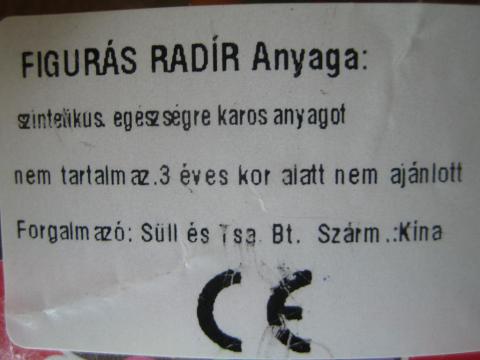 FIGURÁS RADÍR Anyaga:
szintetikus. egészségre karos anyagot
nem tartalmaz.3 éves kor alatt nem ajánlott
Forgalmazó: Süll és Tsa Bt. Szárm.:Kína
CE